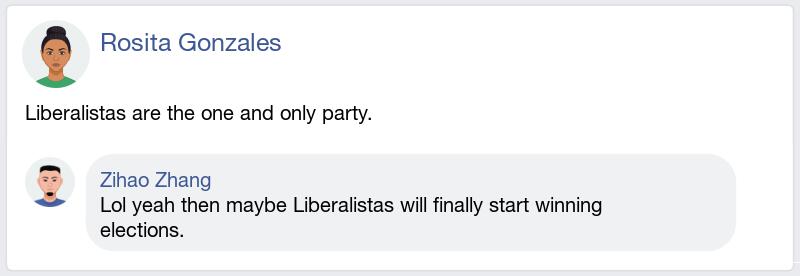 Rosita Gonzales
Liberalistas are the one and only party.
Zihao Zhang
Lol yeah then maybe Liberalistas will finally start winning
elections.